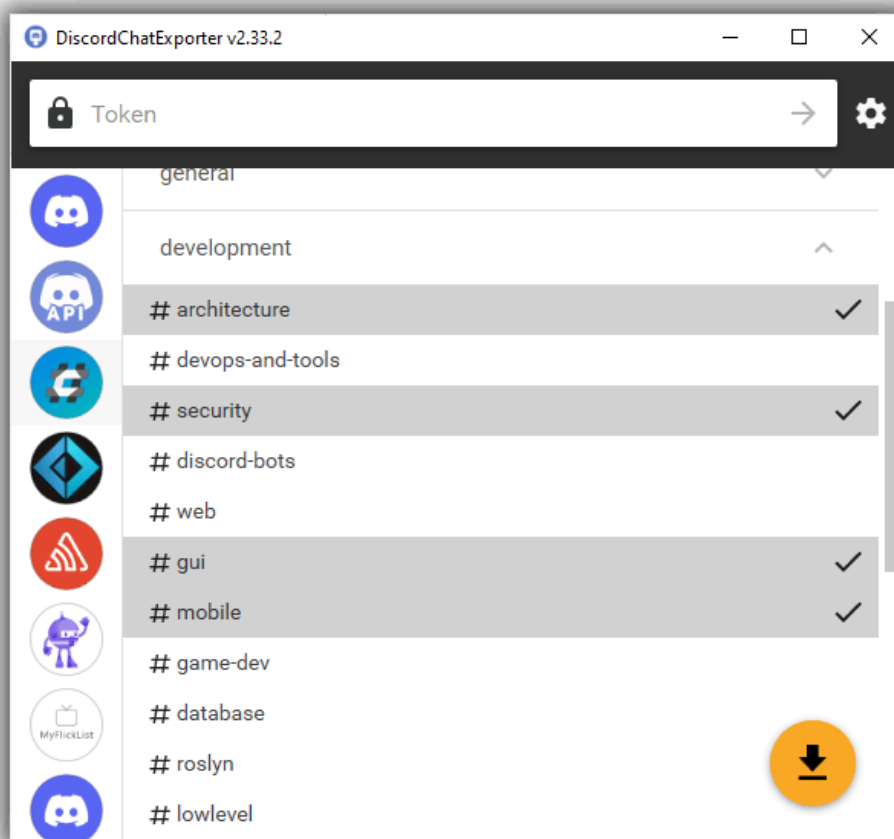 DiscordChatExporter v2.33.2
Token
general
development
# architecture
# devops-and-tools
# security
# discord-bots
# web
# gui
# mobile
# game-dev
# database
# roslyn
# lowlevel
API
MyFlickList